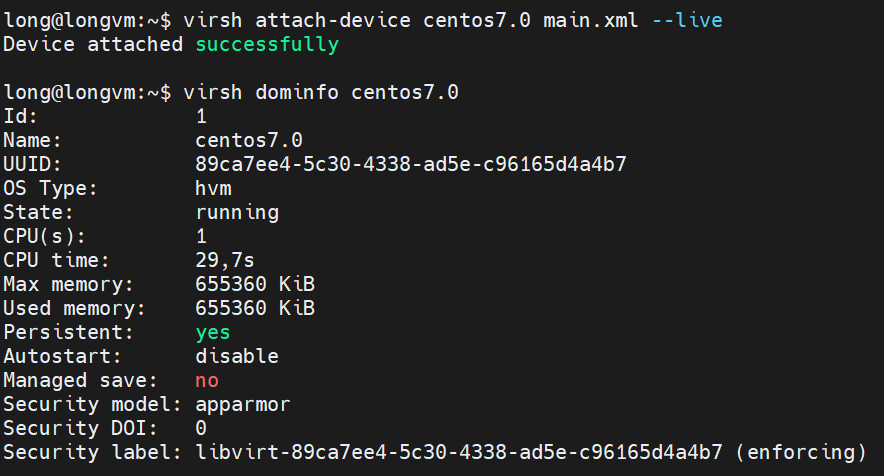 long@longvm:~$ virsh attach-device centos7.0 main.xml --live
Device attached successfully
long@longvm:~$ virsh dominfo centos7.0
Id:             1
Name:           centos7.0
UUID:           89ca7ee4-5c30-4338-ad5e-c96165d4a4b7
OS Type:        hvm
State:          running
CPU(s):         1
CPU time:       29,7s
Max memory:     655360 KiB
Used memory:    655360 KiB
Persistent:     yes
Autostart:      disable
Managed save:   no
Security model: apparmor
Security DOI:   0
Security label: libvirt-89ca7ee4-5c30-4338-ad5e-c96165d4a4b7 (enforcing)